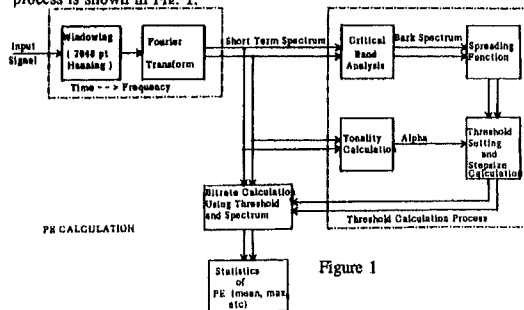 process is shown in FIG. 1.
Input
Signal
Windowing
( 2048 pt
Hanning )
Fourier
Transform
Time --> Frequency
Short Term Spectrum
Critical
Band
Analysis
Bark Spectrum
Spreading
Function
Tonality
Calculation
Alpha
Threshold
Setting
and
Stepsize
Calculation
Threshold Calculation Process
Bitrate Calculation
Using Threshold
and Spectrum
PE CALCULATION
Statistics
of
PE (mean, max,
etc)
Figure 1